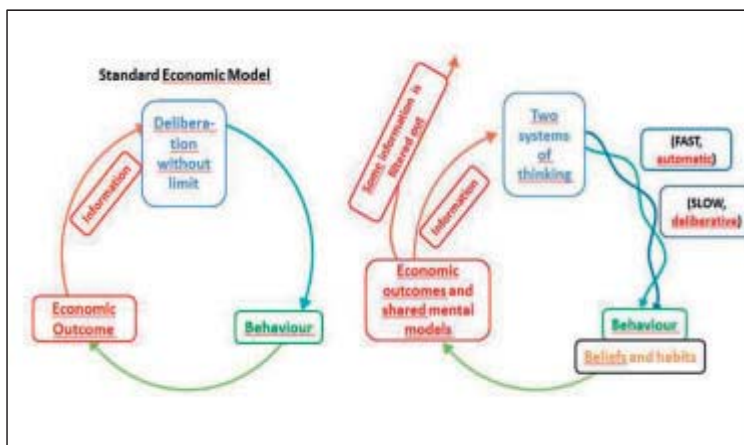 Standard Economic Model
Delibera-
tion
without
limit
Information
Economic
Outcome
Behaviour
Some information is
filtered out
Two
systems
of
thinking
(FAST,
automatic)
(SLOW,
deliberative)
Information
Economic
outcomes and
shared mental
models
Behaviour
Beliefs and habits